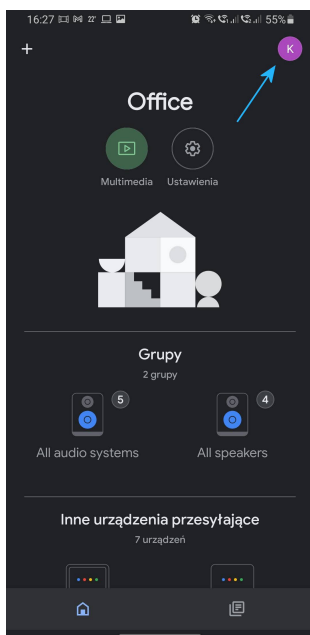 16:27 22° 55%
K
Office
Multimedia Ustawienia
Grupy
2 grupy
5 4
All audio systems All speakers
Inne urządzenia przesyłające
7 urządzeń